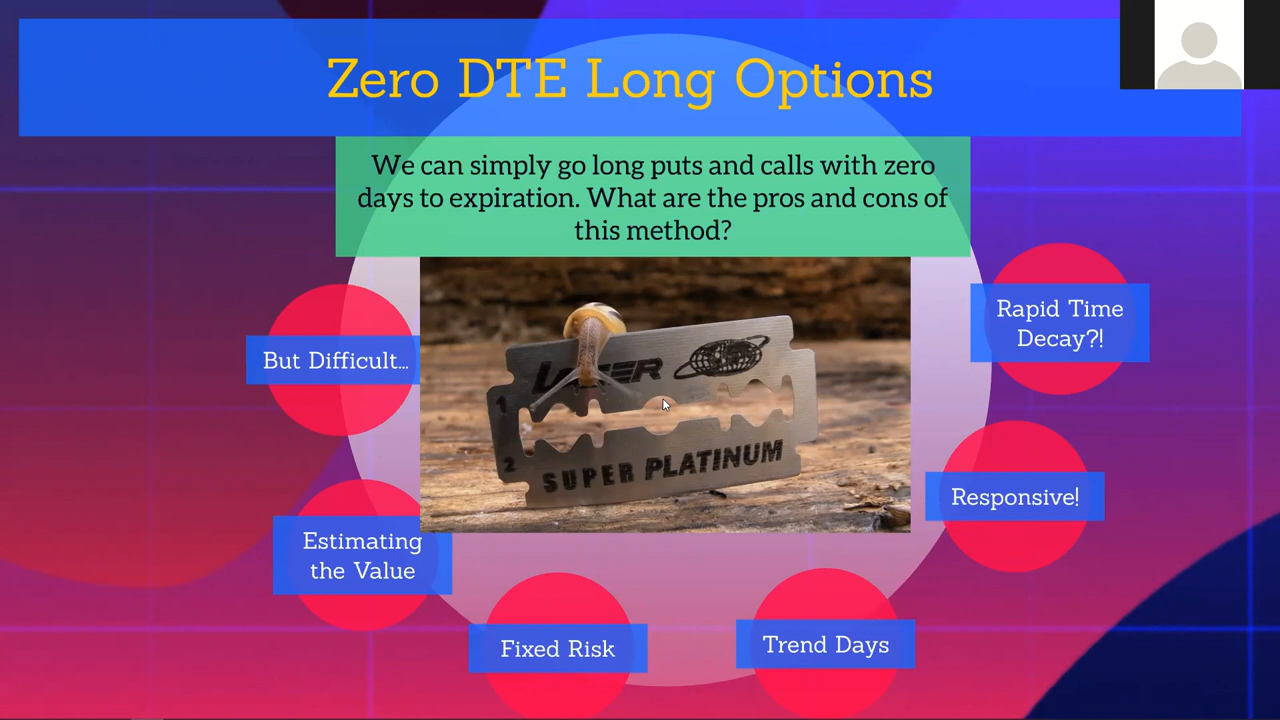 Zero DTE Long Options
We can simply go long puts and calls with zero
days to expiration. What are the pros and cons of
this method?
Rapid Time
Decay?!
But Difficult...
1
2
SUPER PLATINUM
Responsive!
Estimating
the Value
Fixed Risk
Trend Days